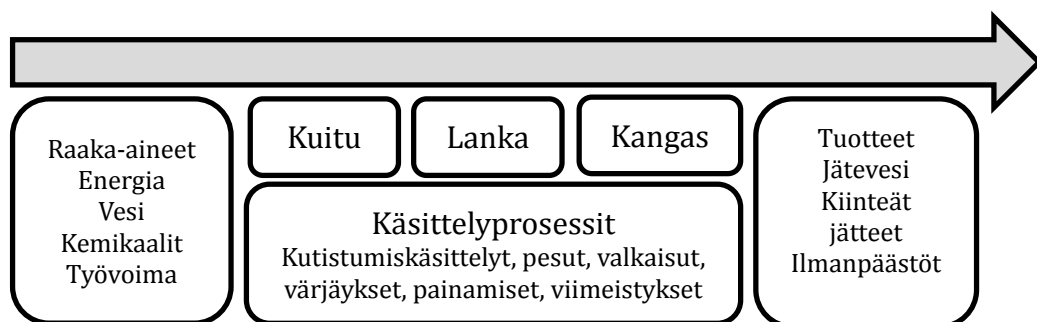 Raaka-aineet
Energia
Vesi
Kemikaalit
Työvoima
Kuitu
Lanka
Kangas
Käsittelyprosessit
Kutistumiskäsittelyt, pesut, valkaisut,
värjäykset, painamiset, viimeistykset
Tuotteet
Jätevesi
Kiinteät
jätteet
Ilmanpäästöt